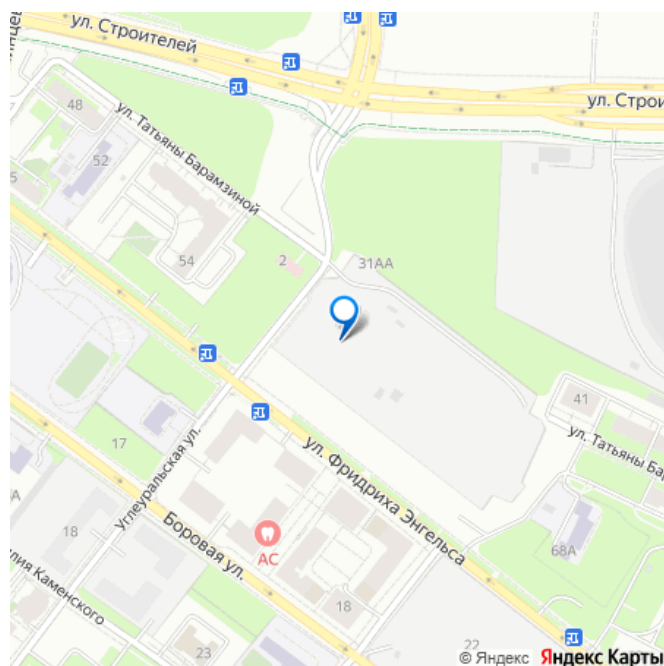 ул. Строителей
ул. Строи
48
ул. Татьяны Барамзиной
52
5
54
2
31АА
41
ул. Татьяны Бар
17
Углеуральская ул.
ул. Фридриха Энгельса
18
Боровая ул.
АС
68А
Каменского
18
23
22
© Яндекс Яндекс Карты